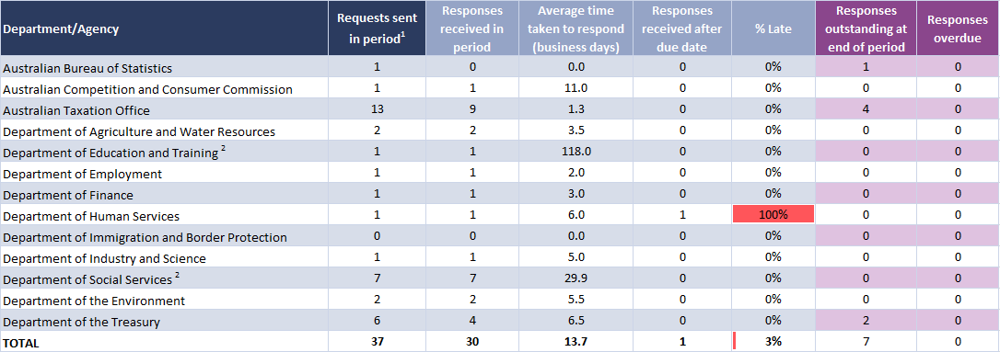 Department/Agency Requests sent in period1 Responses received in period Average time taken to respond (business days) Responses received after due date % Late Responses outstanding at end of period Responses overdue
Australian Bureau of Statistics 1 0 0.0 0 0% 1 0
Australian Competition and Consumer Commission 1 1 11.0 0 0% 0 0
Australian Taxation Office 13 9 1.3 0 0% 4 0
Department of Agriculture and Water Resources 2 2 3.5 0 0% 0 0
Department of Education and Training 2 1 1 118.0 0 0% 0 0
Department of Employment 1 1 2.0 0 0% 0 0
Department of Finance 1 1 3.0 0 0% 0 0
Department of Human Services 1 1 6.0 1 100% 0 0
Department of Immigration and Border Protection 0 0 0.0 0 0% 0 0
Department of Industry and Science 1 1 5.0 0 0% 0 0
Department of Social Services 2 7 7 29.9 0 0% 0 0
Department of the Environment 2 2 5.5 0 0% 0 0
Department of the Treasury 6 4 6.5 0 0% 2 0
TOTAL 37 30 13.7 1 3% 7 0